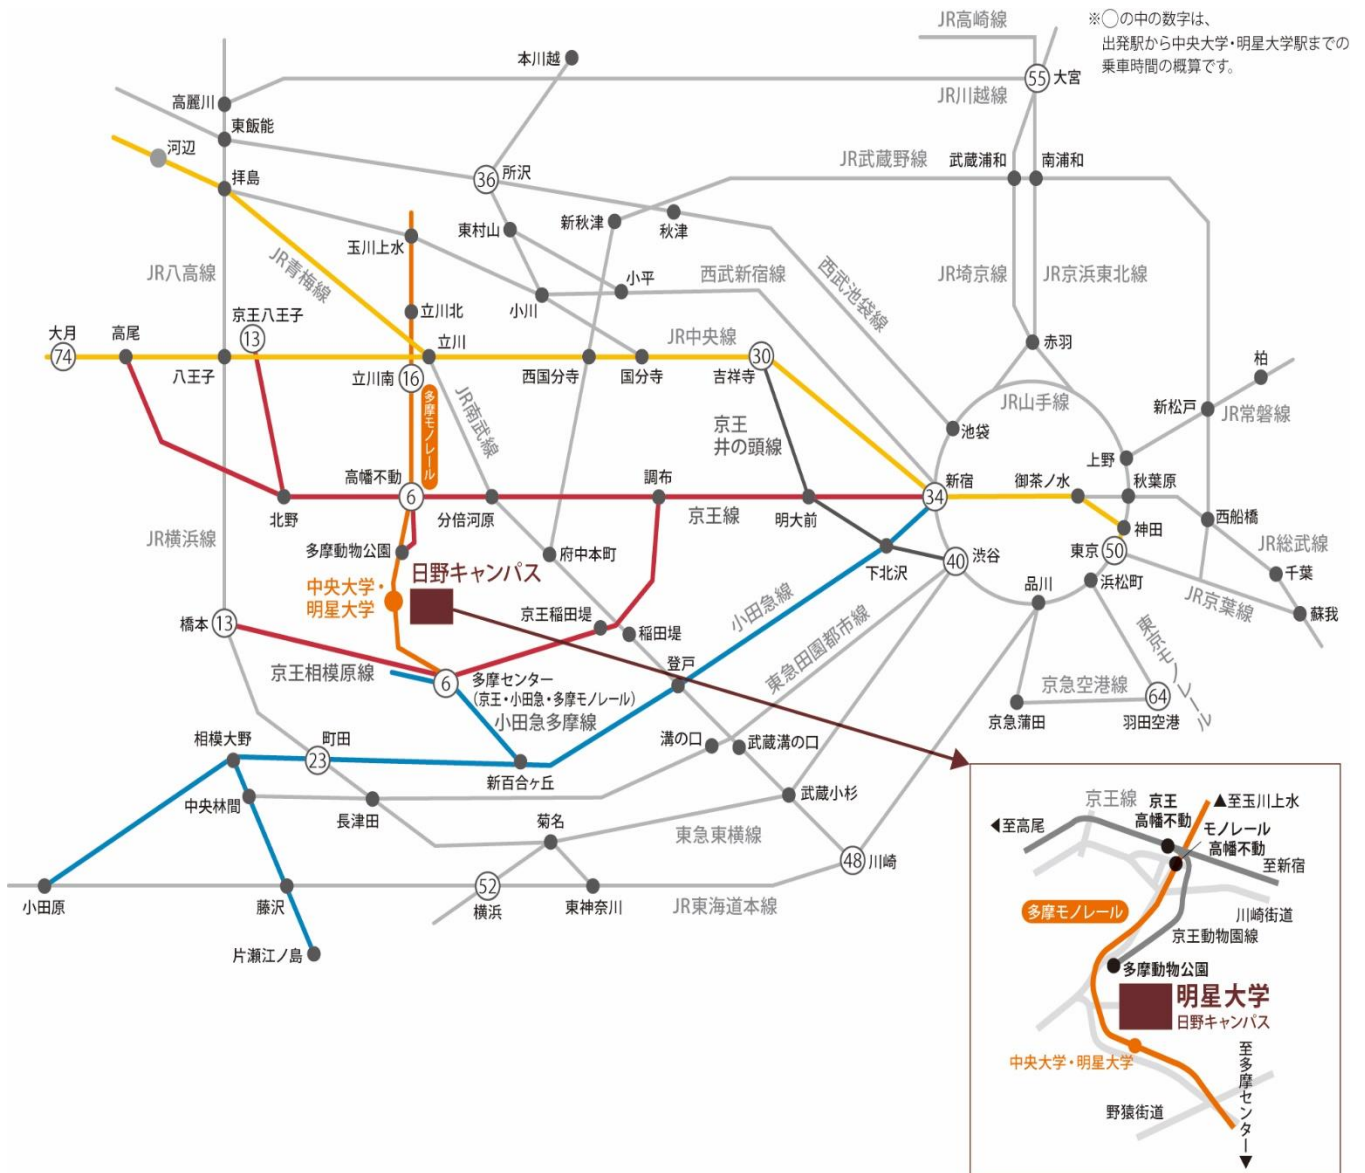 JR高崎線
※◯の中の数字は、
出発駅から中央大学・明星大学駅までの
乗車時間の概算です。
本川越
55
大宮
JR川越線
高麗川
東飯能
河辺
拝島
36
所沢
JR武蔵野線
武蔵浦和
南浦和
東村山
新秋津
秋津
玉川上水
JR八高線
JR青梅線
小平
西武新宿線
西武池袋線
JR埼京線
JR京浜東北線
小川
立川北
京王八王子
13
大月
74
高尾
八王子
立川
JR中央線
西国分寺
国分寺
30
吉祥寺
赤羽
柏
立川南
16
多摩モノレール
JR南武線
京王
井の頭線
JR山手線
池袋
新松戸
JR常磐線
上野
高幡不動
6
北野
分倍河原
調布
京王線
明大前
新宿
34
御茶ノ水
秋葉原
神田
西船橋
JR横浜線
多摩動物公園
府中本町
日野キャンパス
中央大学・
明星大学
下北沢
渋谷
40
東京
50
品川
浜松町
JR総武線
千葉
JR京葉線
蘇我
橋本
13
京王稲田堤
稲田堤
小田急線
東急田園都市線
東京モノレール
京王相模原線
6
多摩センター
(京王・小田急・多摩モノレール)
小田急多摩線
登戸
京急空港線
京急蒲田
64
羽田空港
相模大野
町田
23
新百合ヶ丘
溝の口
武蔵溝の口
中央林間
長津田
武蔵小杉
菊名
東急東横線
48
川崎
小田原
藤沢
52
横浜
東神奈川
JR東海道本線
片瀬江ノ島
京王線
京王
高幡不動
▲至玉川上水
◀至高尾
モノレール
高幡不動
至新宿
多摩モノレール
川崎街道
京王動物園線
多摩動物公園
明星大学
日野キャンパス
中央大学・明星大学
至多摩センター▼
野猿街道